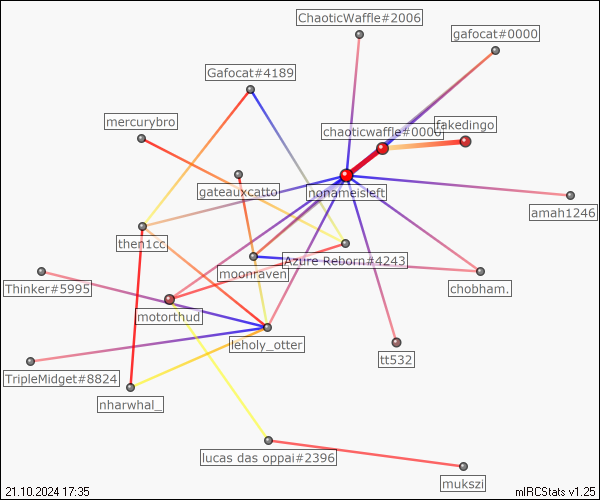 ChaoticWaffle#2006
gafocat#0000
Gafocat#4189
mercurybro
chaoticwaffle#0000
fakedingo
gateauxcatto
nonameisleft
amah1246
then1cc
Azure Reborn#4243
moonraven
Thinker#5995
chobham.
motorthud
leholy_otter
tt532
TripleMidget#8824
nharwhal_
lucas das oppai#2396
mukszi
21.10.2024 17:35
mIRCStats v1.25